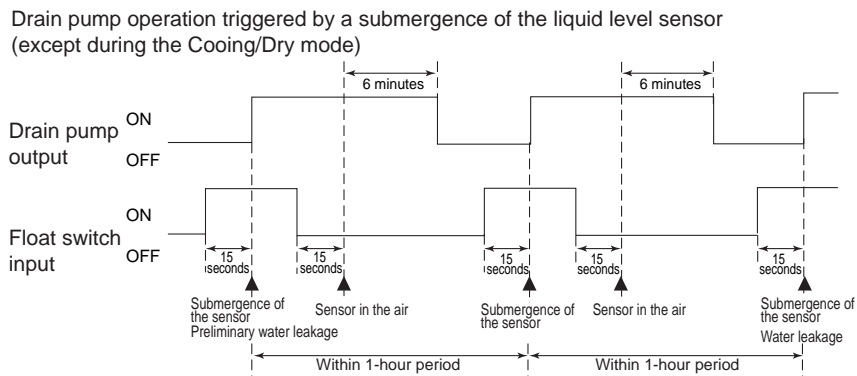 Drain pump operation triggered by a submergence of the liquid level sensor
(except during the Cooing/Dry mode)
6 minutes
6 minutes
Drain pump
output
ON
OFF
Float switch
input
ON
OFF
15
seconds
15
seconds
15
seconds
15
seconds
15
seconds
Submergence of
the sensor
Preliminary water leakage
Sensor in the air
Submergence of
the sensor
Sensor in the air
Submergence of
the sensor
Water leakage
Within 1-hour period
Within 1-hour period